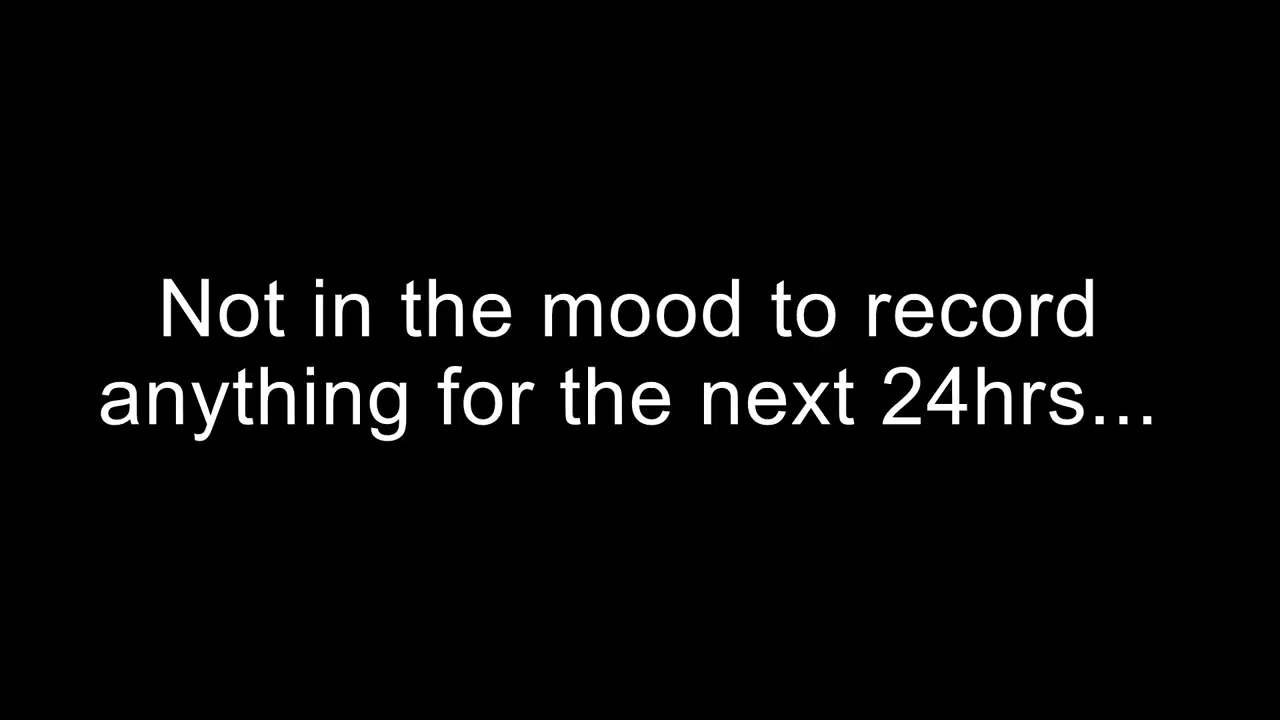 Not in the mood to record
anything for the next 24hrs...